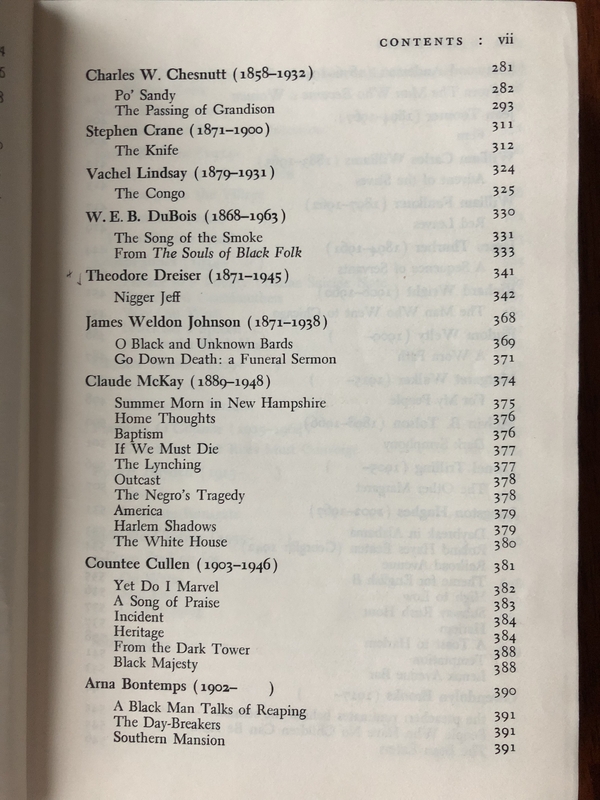 CONTENTS : vii
Charles W. Chesnutt (1858–1932) 281
Po' Sandy 282
The Passing of Grandison 293
Stephen Crane (1871–1900) 311
The Knife 312
Vachel Lindsay (1879–1931) 324
The Congo 325
W. E. B. DuBois (1868–1963) 330
The Song of the Smoke 331
From The Souls of Black Folk 333
Theodore Dreiser (1871–1945) 341
Nigger Jeff 342
James Weldon Johnson (1871–1938) 368
O Black and Unknown Bards 369
Go Down Death: a Funeral Sermon 371
Claude McKay (1889–1948) 374
Summer Morn in New Hampshire 375
Home Thoughts 376
Baptism 376
If We Must Die 377
The Lynching 377
Outcast 378
The Negro's Tragedy 378
America 379
Harlem Shadows 379
The White House 380
Countee Cullen (1903–1946) 381
Yet Do I Marvel 382
A Song of Praise 383
Incident 384
Heritage 384
From the Dark Tower 388
Black Majesty 388
Arna Bontemps (1902– ) 390
A Black Man Talks of Reaping 391
The Day-Breakers 391
Southern Mansion 391